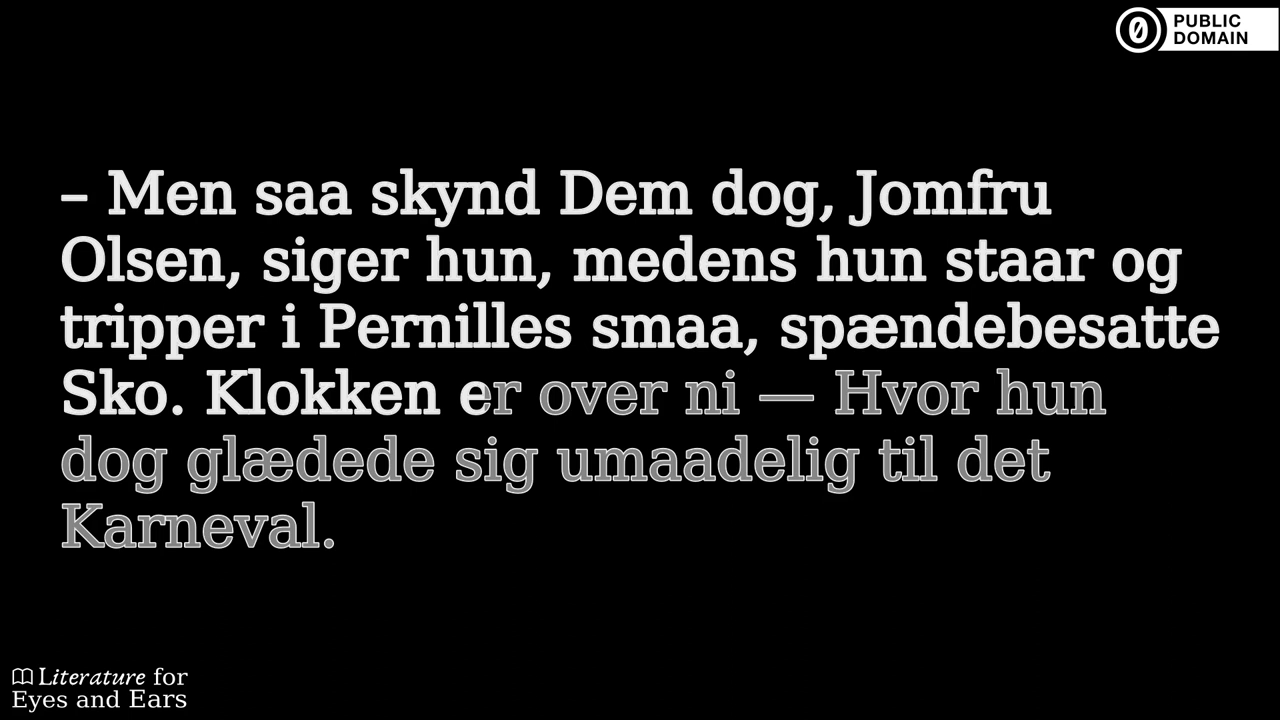 PUBLIC
DOMAIN
– Men saa skynd Dem dog, Jomfru
Olsen, siger hun, medens hun staar og
tripper i Pernilles smaa, spændebesatte
Sko. Klokken er over ni — Hvor hun
dog glædede sig umaadelig til det
Karneval.
Literature for
Eyes and Ears